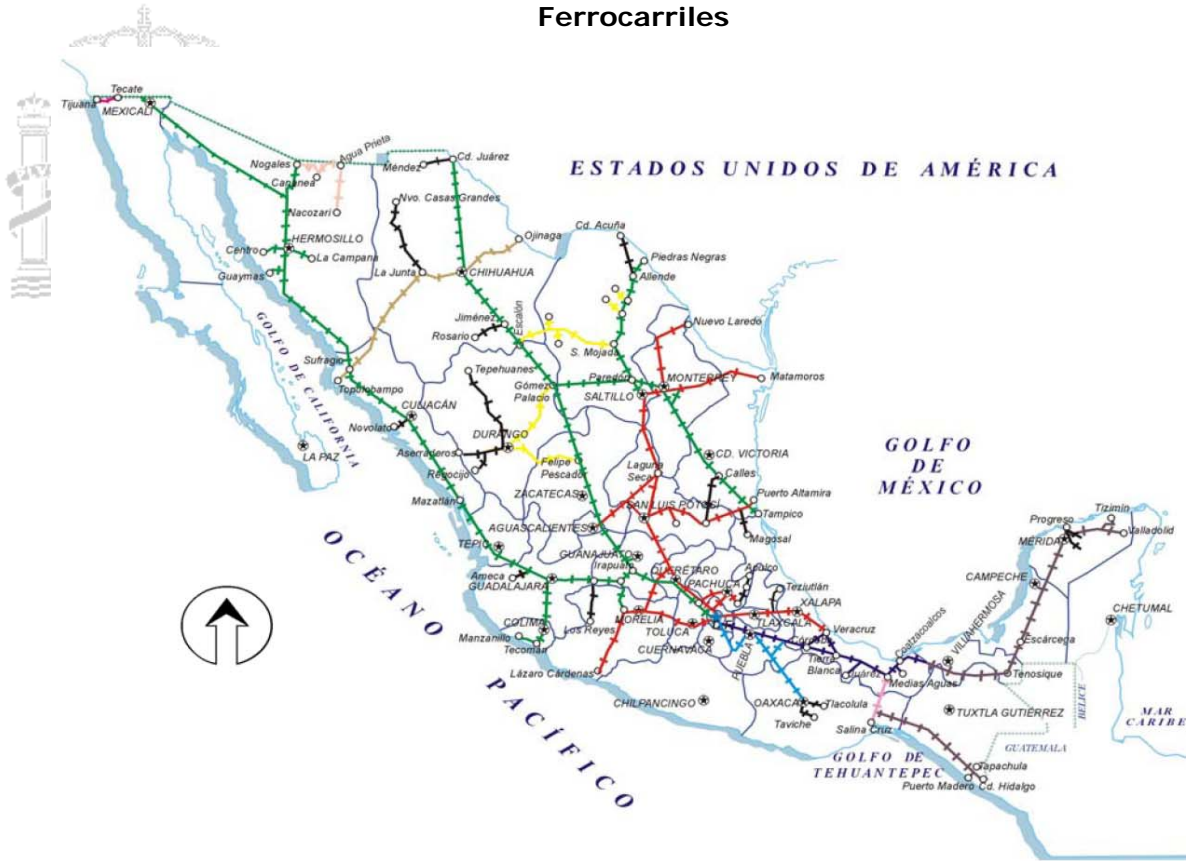 Ferrocarriles
Tecate
Tijuana
MEXICALI
Nogales
Agua Prieta
Cananea
Nacozari
Méndez
Cd. Juárez
Nvo. Casas Grandes
ESTADOS UNIDOS DE AMÉRICA
Centro
HERMOSILLO
La Campana
Guaymas
La Junta
CHIHUAHUA
Ojinaga
Cd. Acuña
Piedras Negras
Allende
GOLFO DE CALIFORNIA
Jiménez
Rosario
Escalón
S. Mojada
Nuevo Laredo
Sufragio
Topolobampo
Tepehuanes
Gómez
Palacio
Paredón
MONTERREY
SALTILLO
Matamoros
CULIACÁN
Novolato
LA PAZ
DURANGO
Aserraderos
Regocijo
Felipe
Pescador
Laguna
Seca
CD. VICTORIA
Calles
GOLFO
DE
MÉXICO
Mazatlán
ZACATECAS
SAN LUIS POTOSÍ
Puerto Altamira
Tampico
AGUASCALIENTES
Magosal
TEPIC
GUANAJUATO
Irapuato
QUERÉTARO
PACHUCA
Apulco
Teziutlán
Ameca
GUADALAJARA
XALAPA
Progreso
Tizimín
Valladolid
MÉRIDA
CAMPECHE
CHETUMAL
COLIMA
Manzanillo
Tecomán
Los Reyes
MORELIA
TOLUCA
TLAXCALA
Veracruz
CUERNAVACA
PUEBLA
Córdoba
Tierra
Blanca
Juárez
Coatzacoalcos
Medias Aguas
VILLAHERMOSA
Escárcega
Tenosique
Lázaro Cárdenas
CHILPANCINGO
OAXACA
Tlacolula
Taviche
Salina Cruz
TUXTLA GUTIÉRREZ
BELICE
MAR
CARIBE
GUATEMALA
GOLFO DE
TEHUANTEPEC
Tapachula
Puerto Madero
Cd. Hidalgo
OCÉANO PACÍFICO